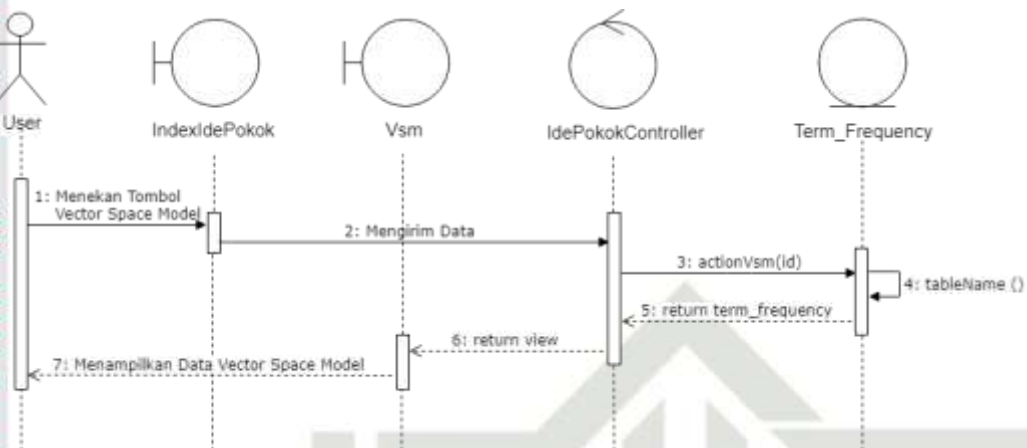 User
IndexIdePokok
Vsm
IdePokokController
Term_Frequency
1: Menekan Tombol
Vector Space Model
2: Mengirim Data
3: actionVsm(id)
4: tableName ()
5: return term_frequency
6: return view
7: Menampilkan Data Vector Space Model